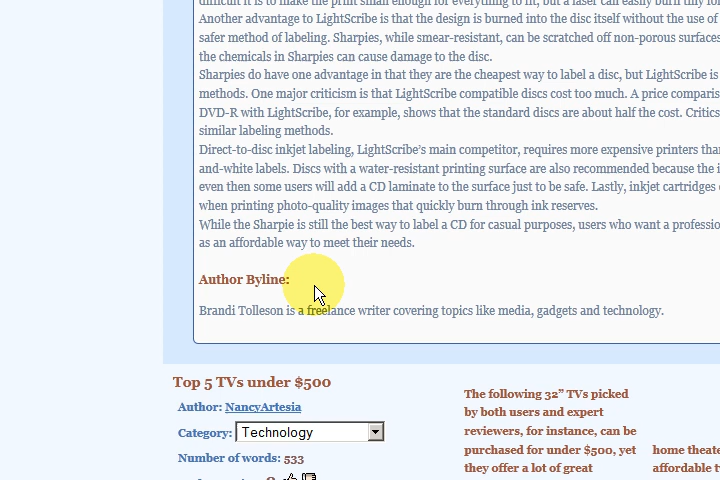 difficult it is to make the print small enough for everything to fit, but a laser can easily burn tiny
Another advantage to LightScribe is that the design is burned into the disc itself without the use of
safer method of labeling. Sharpies, while smear-resistant, can be scratched off non-porous surfaces
the chemicals in Sharpies can cause damage to the disc.
Sharpies do have one advantage in that they are the cheapest way to label a disc, but LightScribe is
methods. One major criticism is that LightScribe compatible discs cost too much. A price comparis
DVD-R with LightScribe, for example, shows that the standard discs are about half the cost. Critics
similar labeling methods.
Direct-to-disc inkjet labeling, LightScribe's main competitor, requires more expensive printers tha
and-white labels. Discs with a water-resistant printing surface are also recommended because the i
even then some users will add a CD laminate to the surface just to be safe. Lastly, inkjet cartridges
when printing photo-quality images that quickly burn through ink reserves.
While the Sharpie is still the best way to label a CD for casual purposes, users who want a professio
as an affordable way to meet their needs.
Author Byline:
Brandi Tolleson is a freelance writer covering topics like media, gadgets and technology.
Top 5 TVs under $500
Author: NancyArtesia
Category: Technology
Number of words: 533
The following 32” TVs picked
by both users and expert
reviewers, for instance, can be
purchased for under $500, yet
they offer a lot of great
home theate
affordable